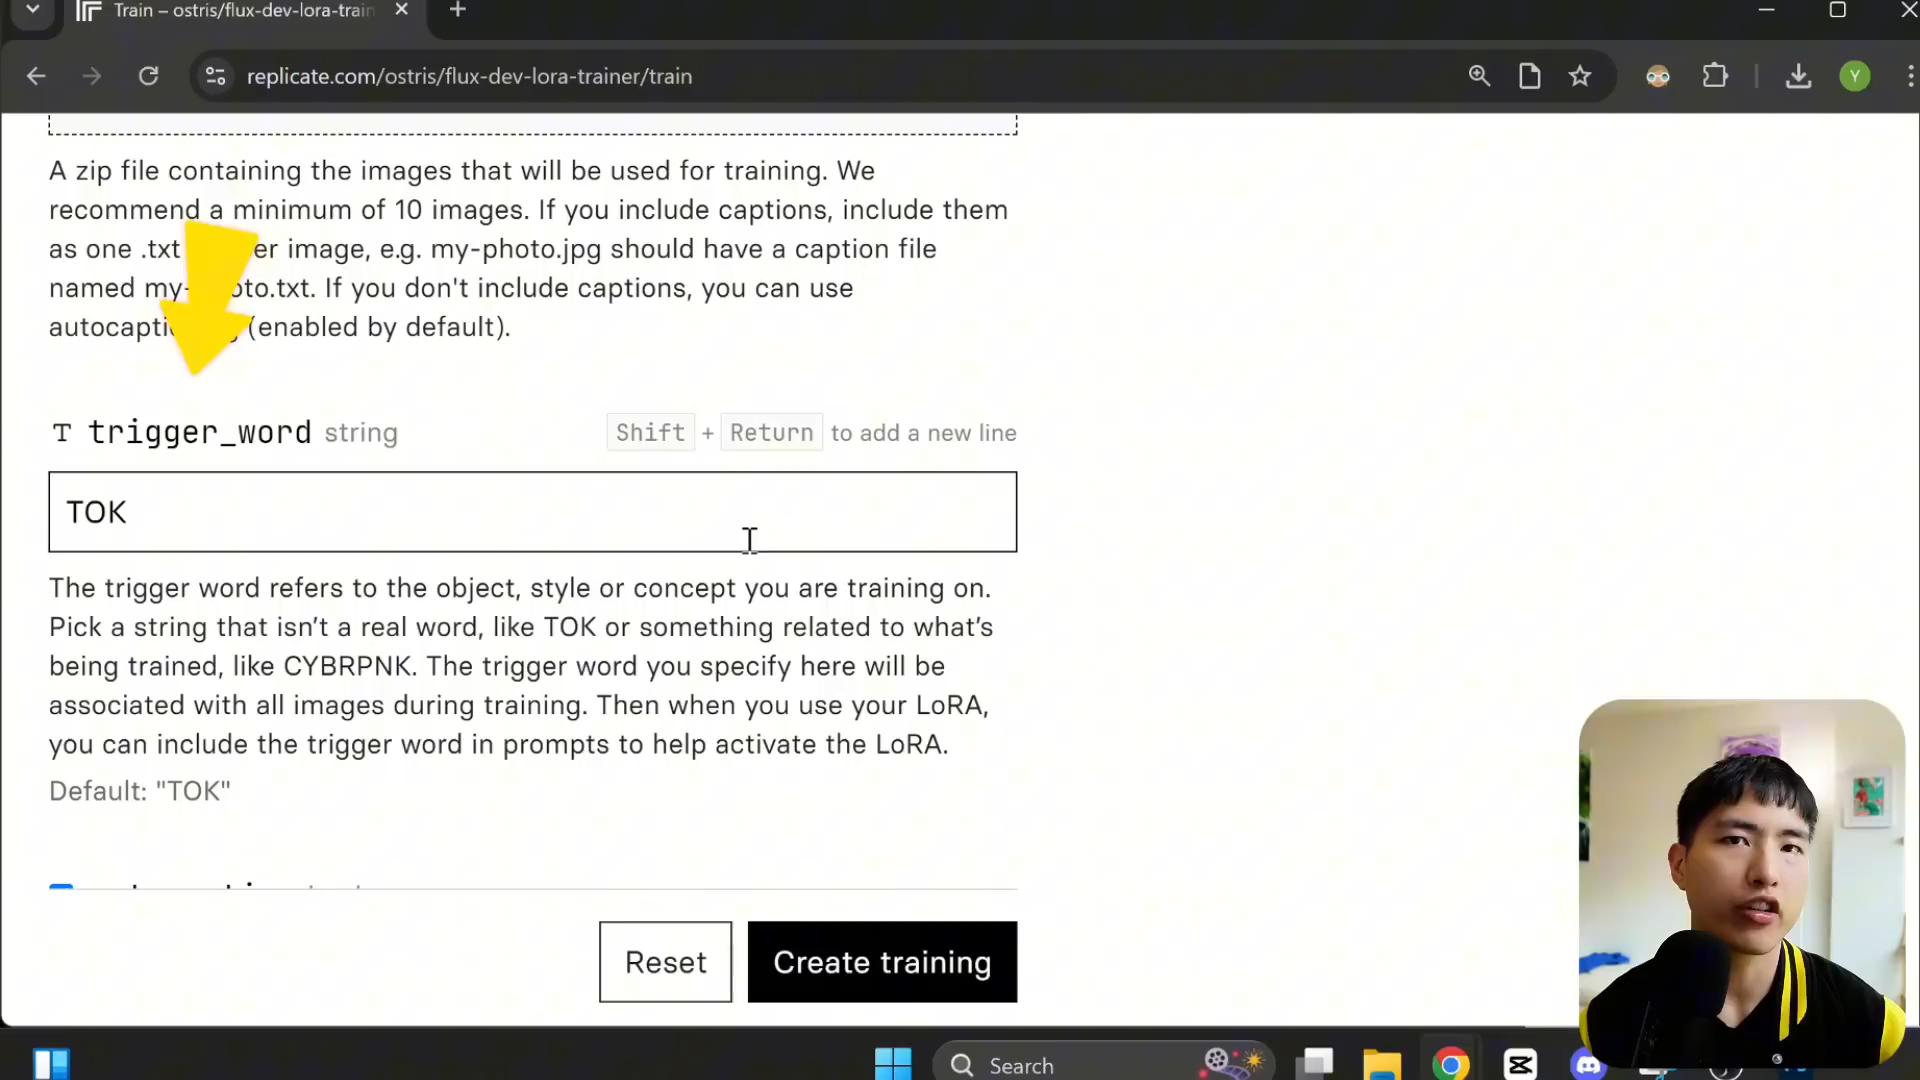 Train – ostris/flux-dev-lora-train
replicate.com/ostris/flux-dev-lora-trainer/train
Y
A zip file containing the images that will be used for training. We
recommend a minimum of 10 images. If you include captions, include them
as one .txt er image, e.g. my-photo.jpg should have a caption file
named my- oto.txt. If you don't include captions, you can use
autocapti (enabled by default).
T trigger_word string
Shift + Return to add a new line
TOK
The trigger word refers to the object, style or concept you are training on.
Pick a string that isn't a real word, like TOK or something related to what's
being trained, like CYBRPNK. The trigger word you specify here will be
associated with all images during training. Then when you use your LoRA,
you can include the trigger word in prompts to help activate the LoRA.
Default: "TOK"
Reset
Create training
Search